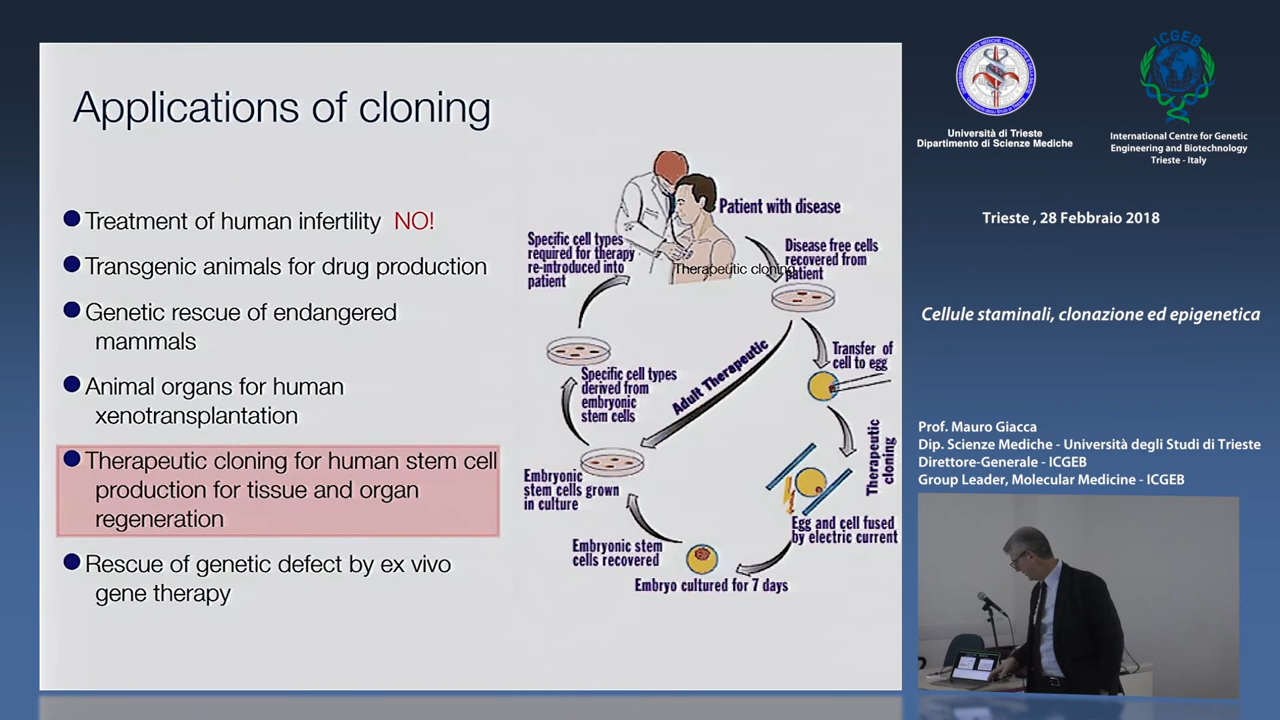 Applications of cloning
Treatment of human infertility NO!
Transgenic animals for drug production
Genetic rescue of endangered
mammals
Animal organs for human
xenotransplantation
Therapeutic cloning for human stem cell
production for tissue and organ
regeneration
Rescue of genetic defect by ex vivo
gene therapy
Patient with disease
Specific cell types
required for therapy
re-introduced into
patient
Therapeutic cloning
Disease free cells
recovered from
patient
Transfer of
cell to egg
Adult Therapeutic
Specific cell types
derived from
embryonic
stem cells
Therapeutic
cloning
Embryonic
stem cells grown
in culture
Egg and cell fused
by electric current
Embryonic stem
cells recovered
Embryo cultured for 7 days
ICGEB
Università di Trieste
Dipartimento di Scienze Mediche
International Centre for Genetic
Engineering and Biotechnology
Trieste - Italy
Trieste , 28 Febbraio 2018
Cellule staminali, clonazione ed epigenetica
Prof. Mauro Giacca
Dip. Scienze Mediche - Università degli Studi di Trieste
Direttore-Generale - ICGEB
Group Leader, Molecular Medicine - ICGEB